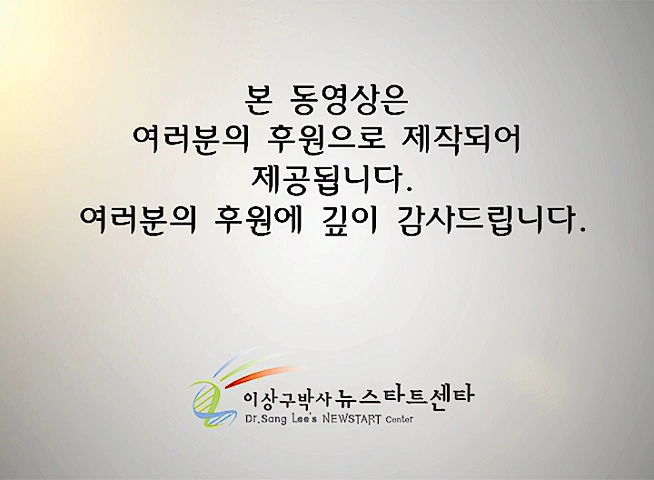 본 동영상은
여러분의 후원으로 제작되어
제공됩니다.
여러분의 후원에 깊이 감사드립니다.
이상구박사 뉴스타트센타
Dr.Sang Lee's NEWSTART Center